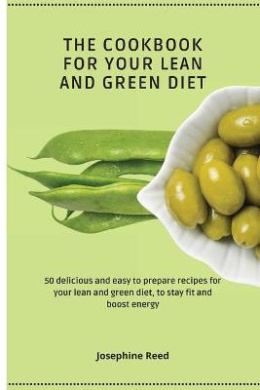 THE COOKBOOK
FOR YOUR LEAN
AND GREEN DIET
50 delicious and easy to prepare recipes for
your lean and green diet, to stay fit and
boost energy
Josephine Reed